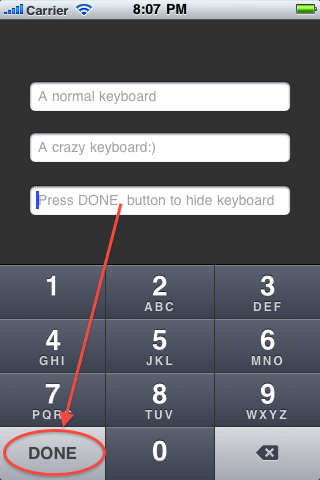 Carrier 8:07 PM
A normal keyboard
A crazy keyboard:)
Press DONE button to hide keyboard
1 2 3
ABC DEF
4 5 6
GHI JKL MNO
7 8 9
PQRS TUV WXYZ
DONE 0